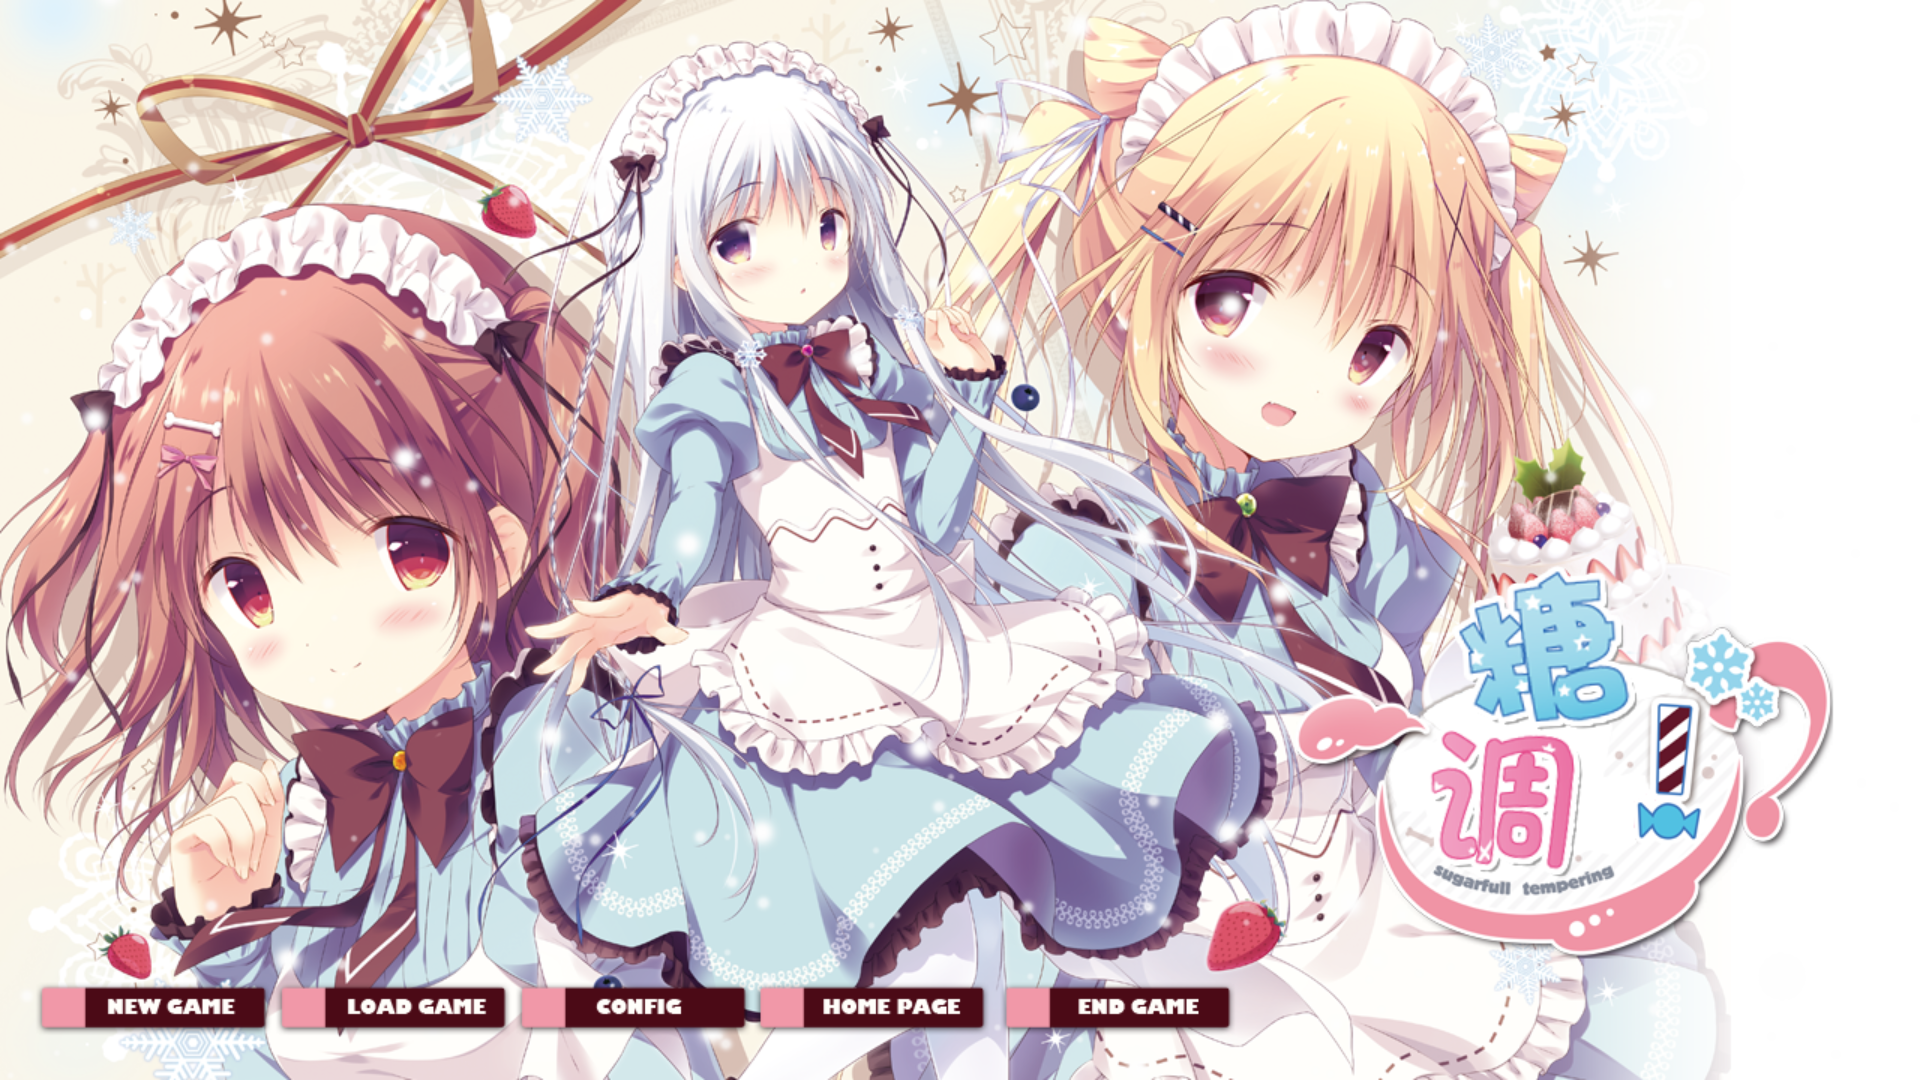 糖
调！
sugarfull tempering
NEW GAME
LOAD GAME
CONFIG
HOME PAGE
END GAME